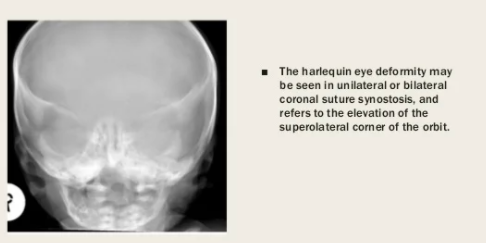 ■ The harlequin eye deformity may
be seen in unilateral or bilateral
coronal suture synostosis, and
refers to the elevation of the
superolateral corner of the orbit.